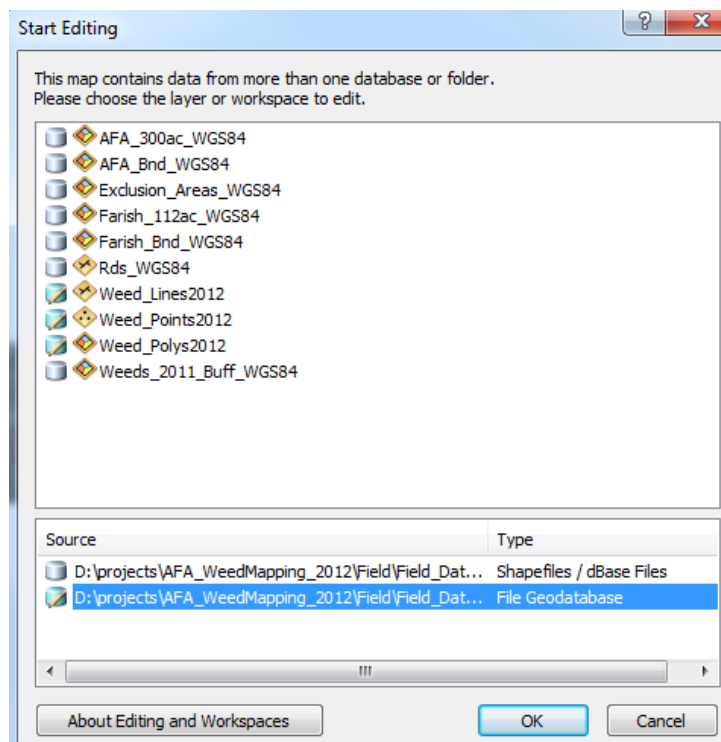 Start Editing
?
X
This map contains data from more than one database or folder.
Please choose the layer or workspace to edit.
AFA_300ac_WGS84
AFA_Bnd_WGS84
Exclusion_Areas_WGS84
Farish_112ac_WGS84
Farish_Bnd_WGS84
Rds_WGS84
Weed_Lines2012
Weed_Points2012
Weed_Polys2012
Weeds_2011_Buff_WGS84
Source Type
D:\projects\AFA_WeedMapping_2012\Field\Field_Dat... Shapefiles / dBase Files
D:\projects\AFA_WeedMapping_2012\Field\Field_Dat... File Geodatabase
About Editing and Workspaces OK Cancel